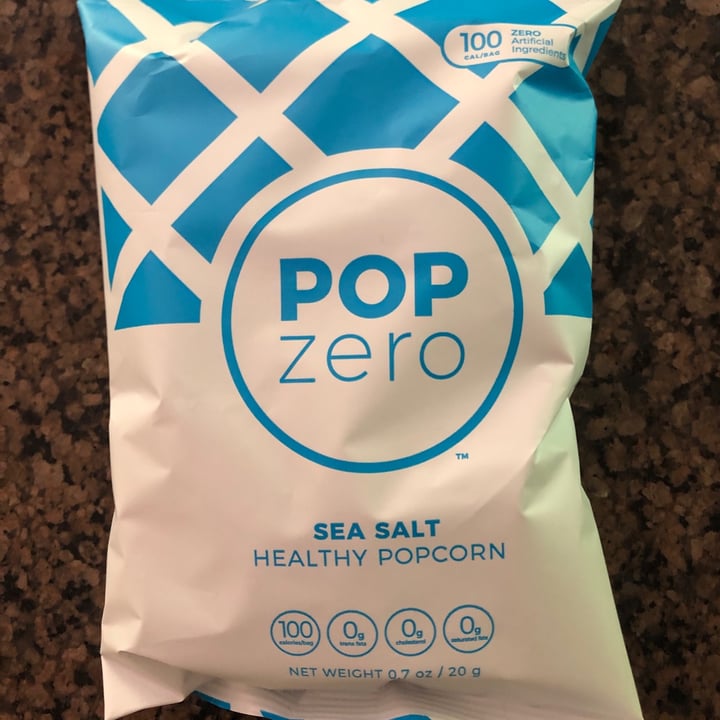 100
CAL/BAG
ZERO
Artificial
Ingredients
POP
zero
TM
SEA SALT
HEALTHY POPCORN
100
calories/bag
0g
trans fats
0g
cholesterol
0g
saturated fats
NET WEIGHT 0.7 oz / 20 g